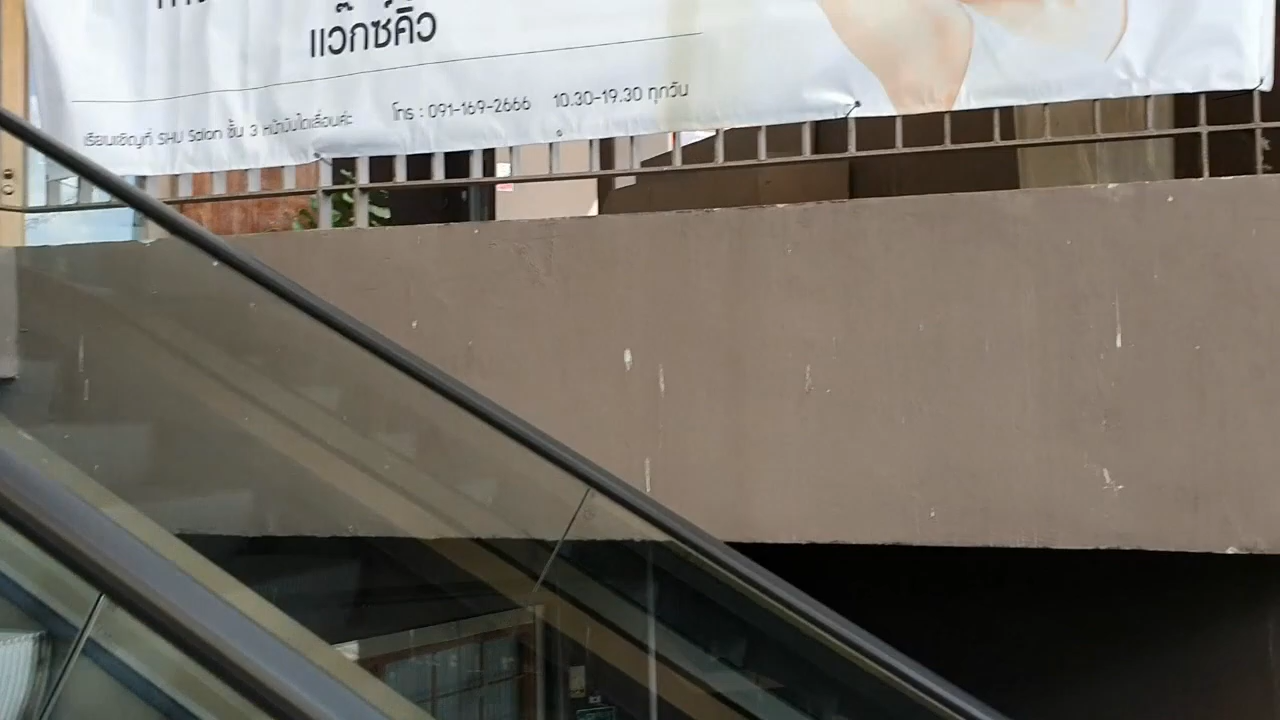 แว๊กซ์คิ้ว
เรียนเชิญที่ SHU Salon ชั้น 3 หน้าบันไดเลื่อนค่ะ โทร : 091-169-2666 10.30-19.30 ทุกวัน